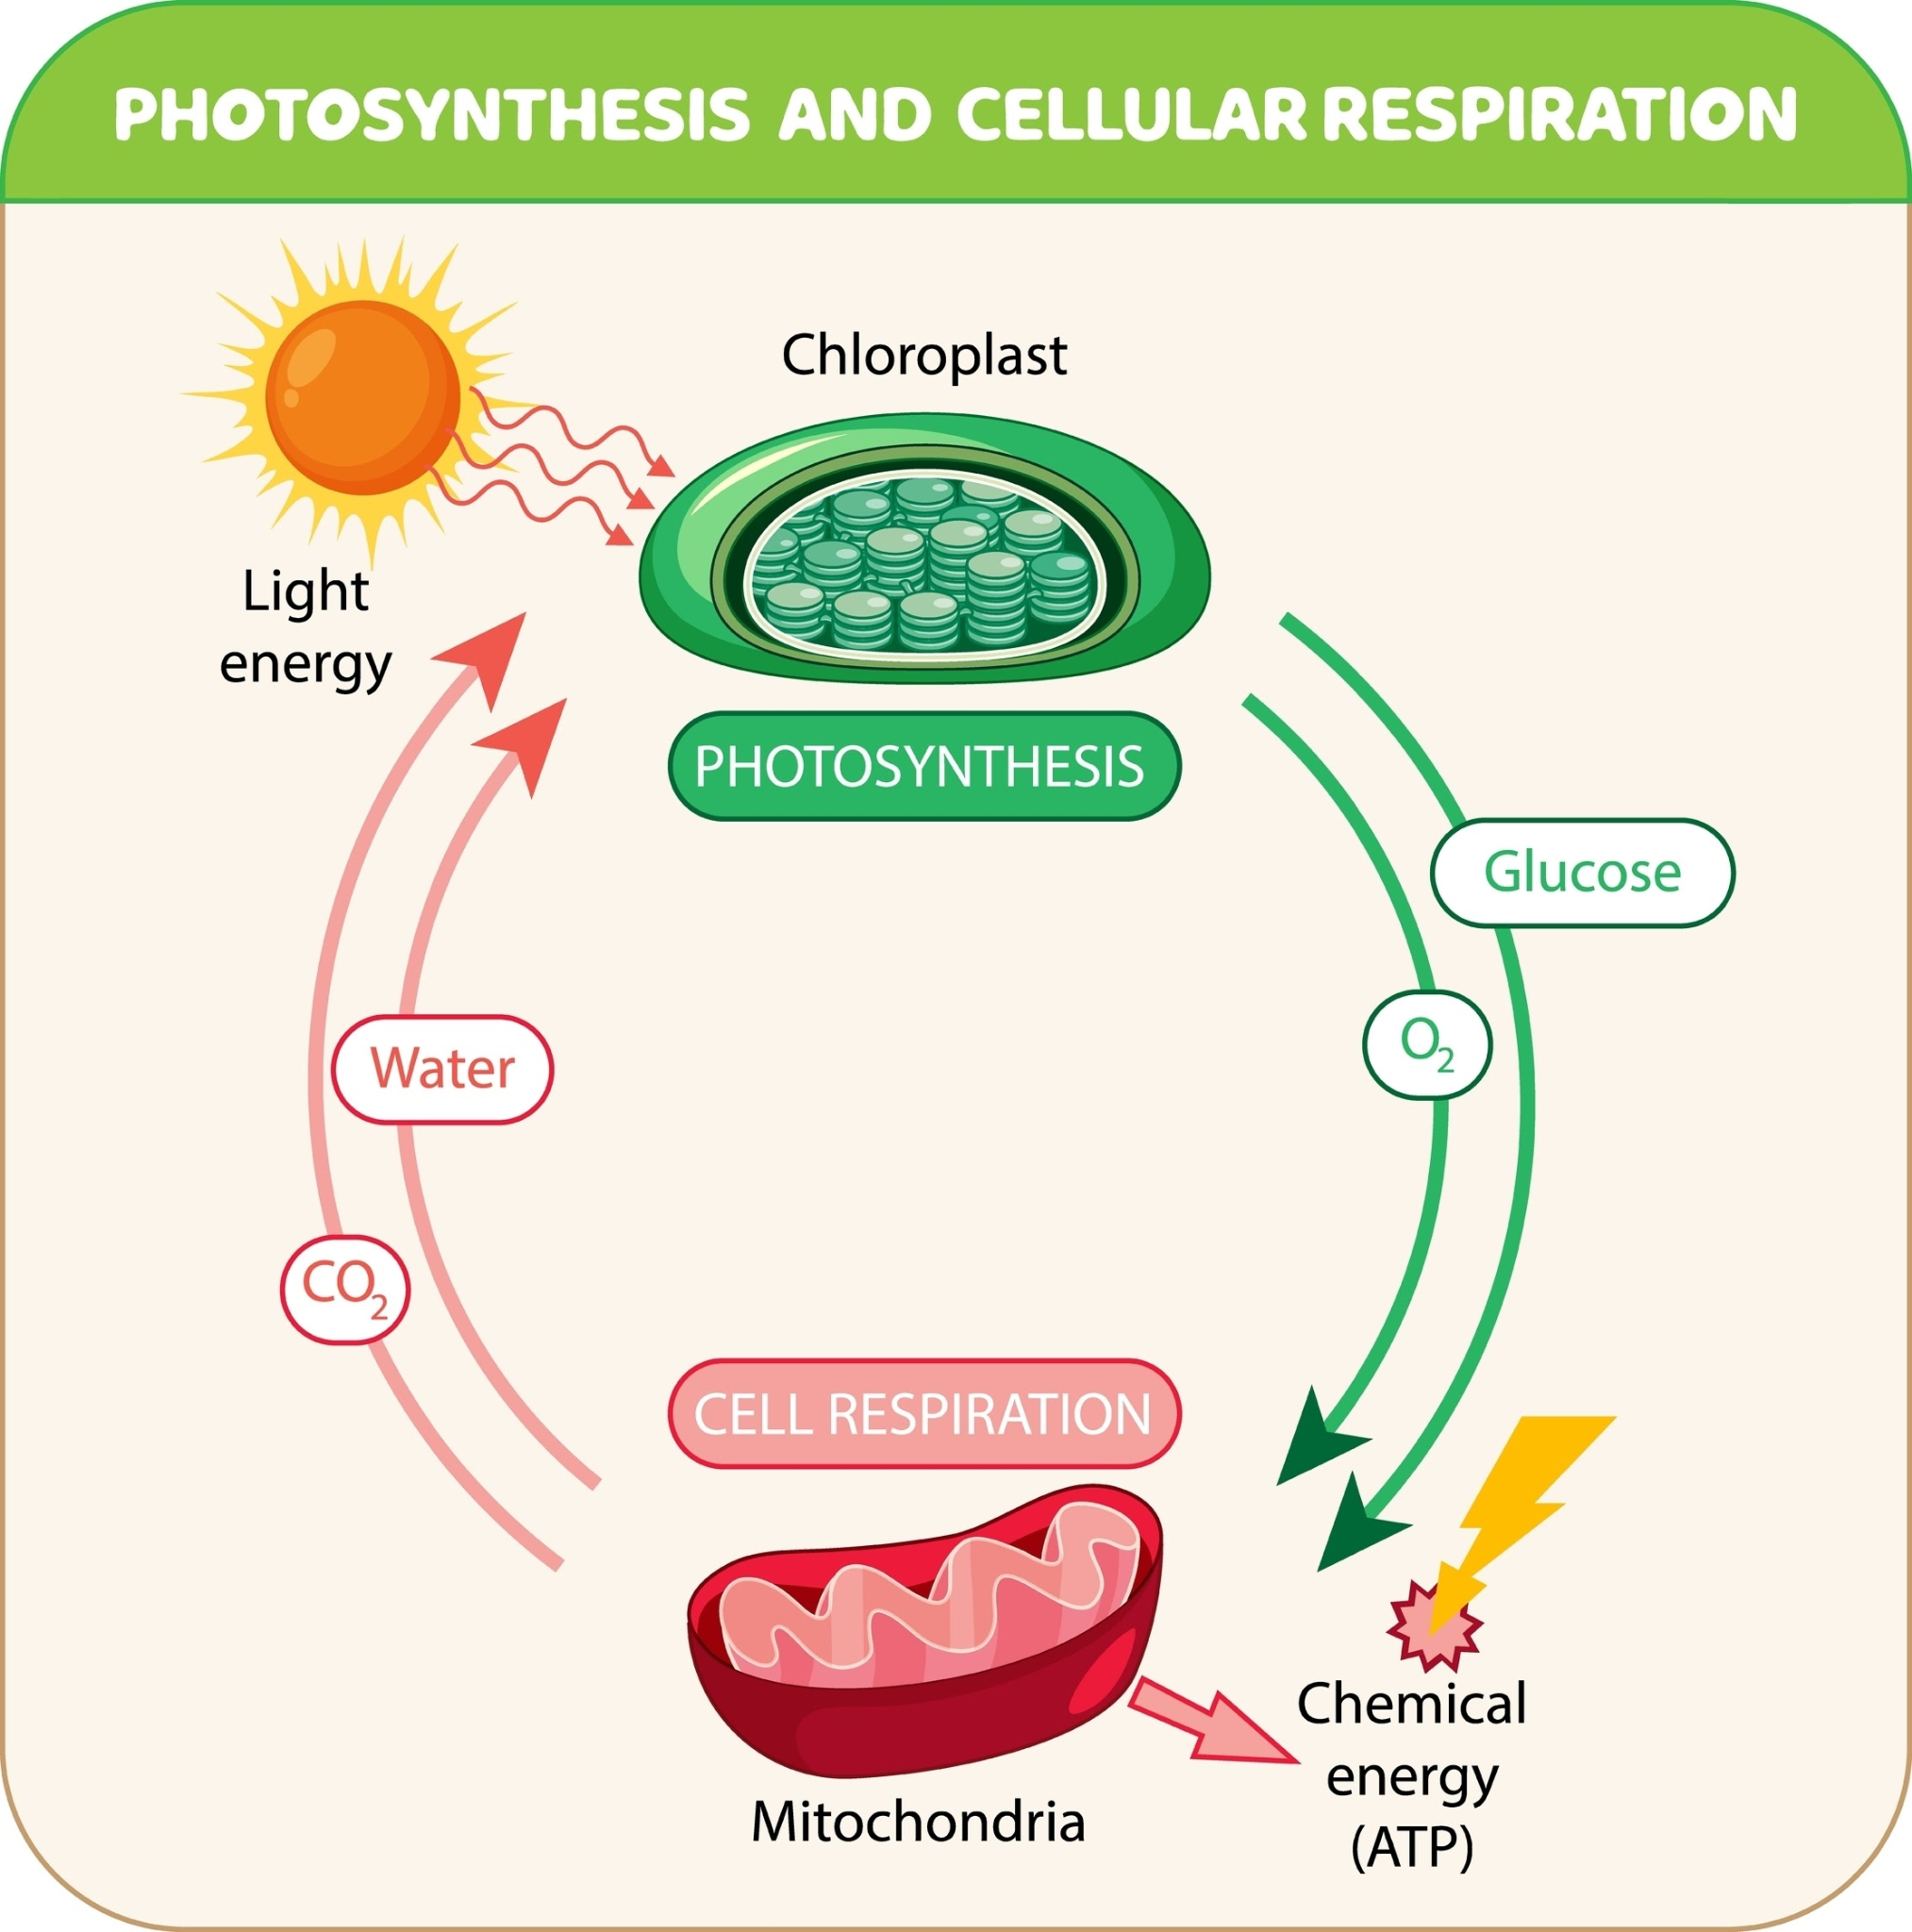 PHOTOSYNTHESIS AND CELLULAR RESPIRATION
Chloroplast
Light
energy
PHOTOSYNTHESIS
Glucose
O₂
Water
CO₂
CELL RESPIRATION
Chemical
energy
(ATP)
Mitochondria